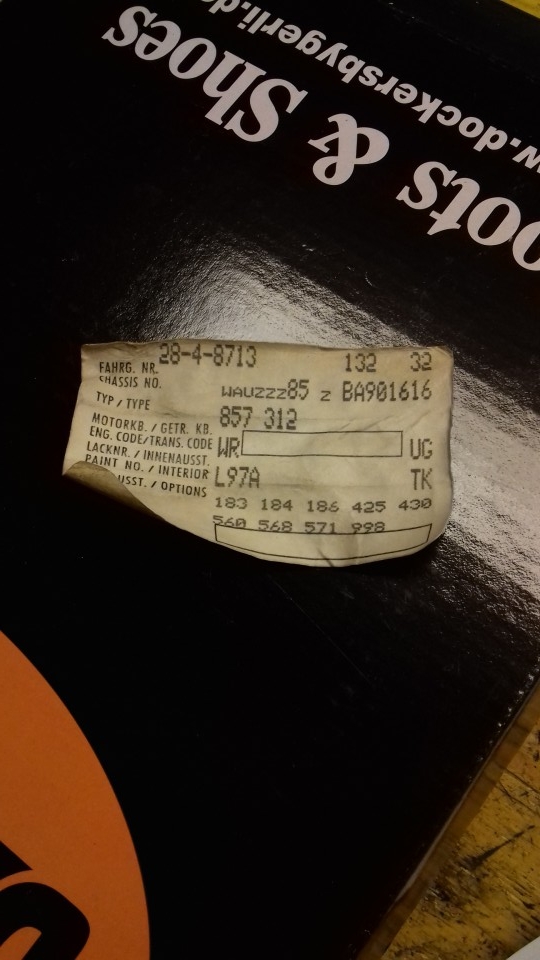 28-4-8713 132 32
FAHRG. NR.
CHASSIS NO.
WAUZZZ85 Z BA901616
TYP / TYPE
857 312
MOTORKB. / GETR. KB.
ENG. CODE/TRANS. CODE
WR UG
LACKNR. / INNENAUSST.
PAINT NO. / INTERIOR
L97A TK
USST. / OPTIONS
183 184 186 425 430
560 568 571 998
oots & Shoes
w.dockersbygerli.d